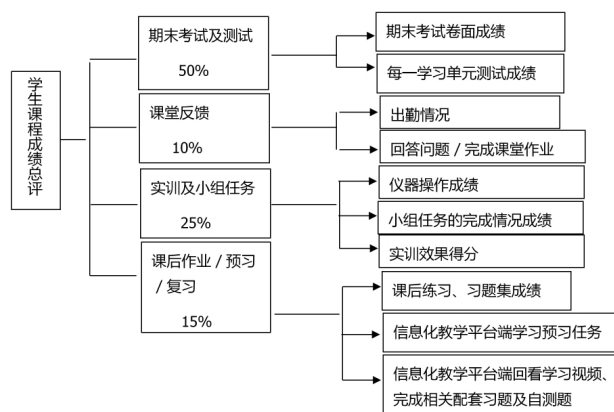 学生课程成绩总评
期末考试及测试
50%
期末考试卷面成绩
每一学习单元测试成绩
课堂反馈
10%
出勤情况
回答问题 / 完成课堂作业
实训及小组任务
25%
仪器操作成绩
小组任务的完成情况成绩
实训效果得分
课后作业 / 预习
/ 复习
15%
课后练习、习题集成绩
信息化教学平台端学习预习任务
信息化教学平台端回看学习视频、
完成相关配套习题及自测题